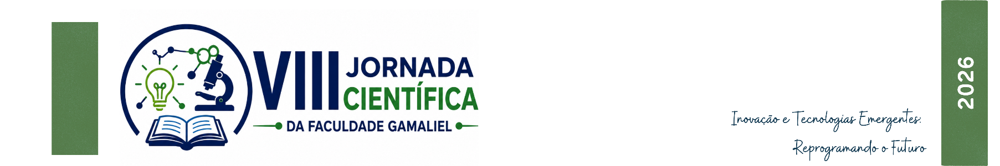 VIII JORNADA
CIENTÍFICA
DA FACULDADE GAMALIEL
Inovação e Tecnologias Emergentes:
Reprogramando o Futuro
2026